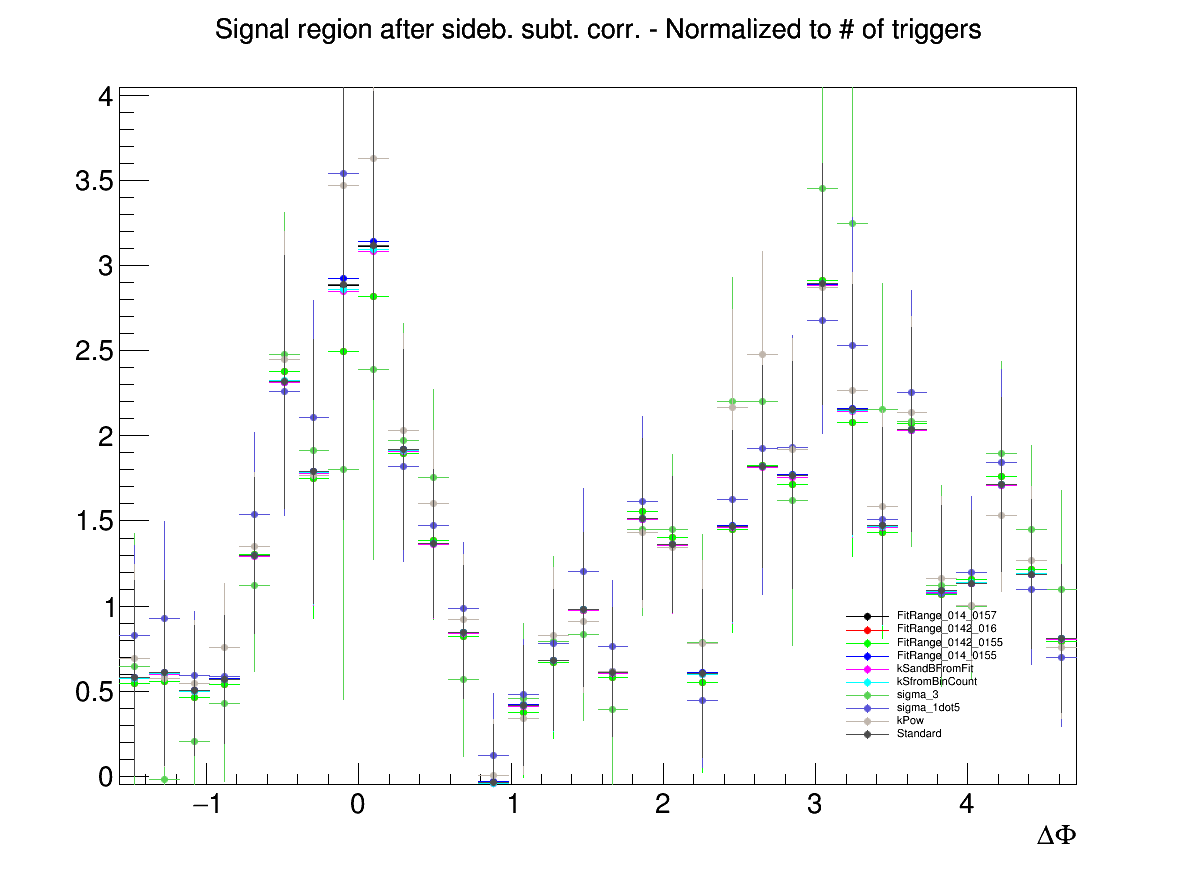 Signal region after sideb. subt. corr. - Normalized to # of triggers
4
3.5
3
2.5
2
1.5
1
0.5
0
FitRange_014_0157
FitRange_0142_016
FitRange_0142_0155
FitRange_014_0155
kSandBFromFit
kSfromBinCount
sigma_3
sigma_1dot5
kPow
Standard
−1 0 1 2 3 4
ΔΦ